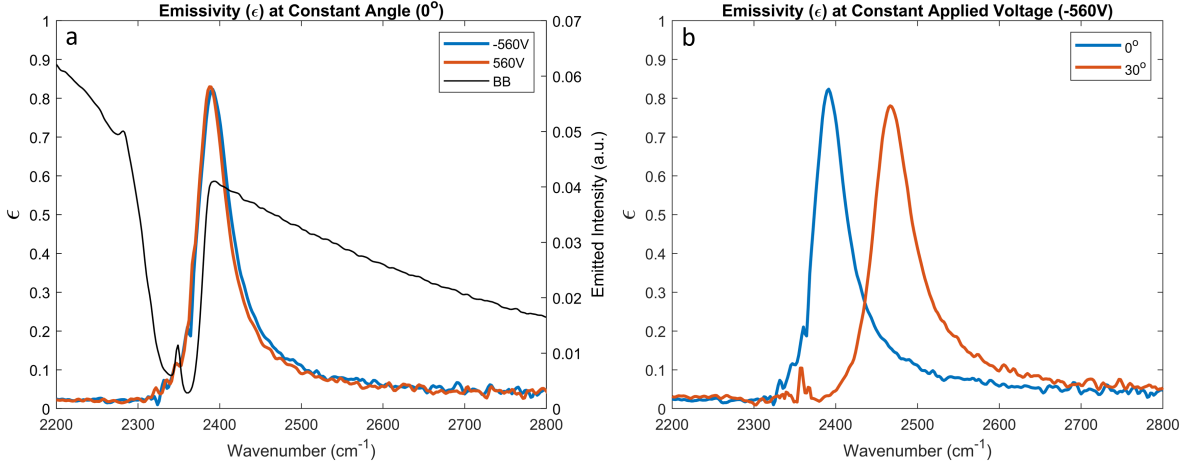 Emissivity (ϵ) at Constant Angle (0°)
a
-560V
560V
BB
1
0.9
0.8
0.7
0.6
0.5
0.4
0.3
0.2
0.1
0
ϵ
0.07
0.06
0.05
0.04
0.03
0.02
0.01
0
Emitted Intensity (a.u.)
2200 2300 2400 2500 2600 2700 2800
Wavenumber (cm⁻¹)
Emissivity (ϵ) at Constant Applied Voltage (-560V)
b
0°
30°
1
0.9
0.8
0.7
0.6
0.5
0.4
0.3
0.2
0.1
0
ϵ
2200 2300 2400 2500 2600 2700 2800
Wavenumber (cm⁻¹)